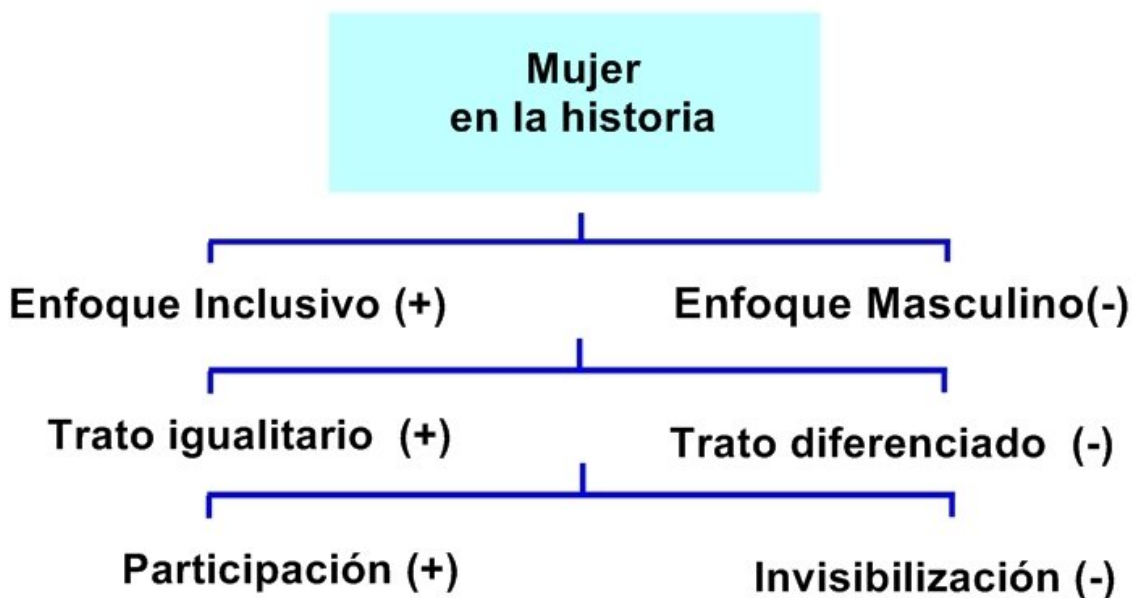 Mujer
en la historia
Enfoque Inclusivo (+)
Enfoque Masculino(-)
Trato igualitario (+)
Trato diferenciado (-)
Participación (+)
Invisibilización (-)